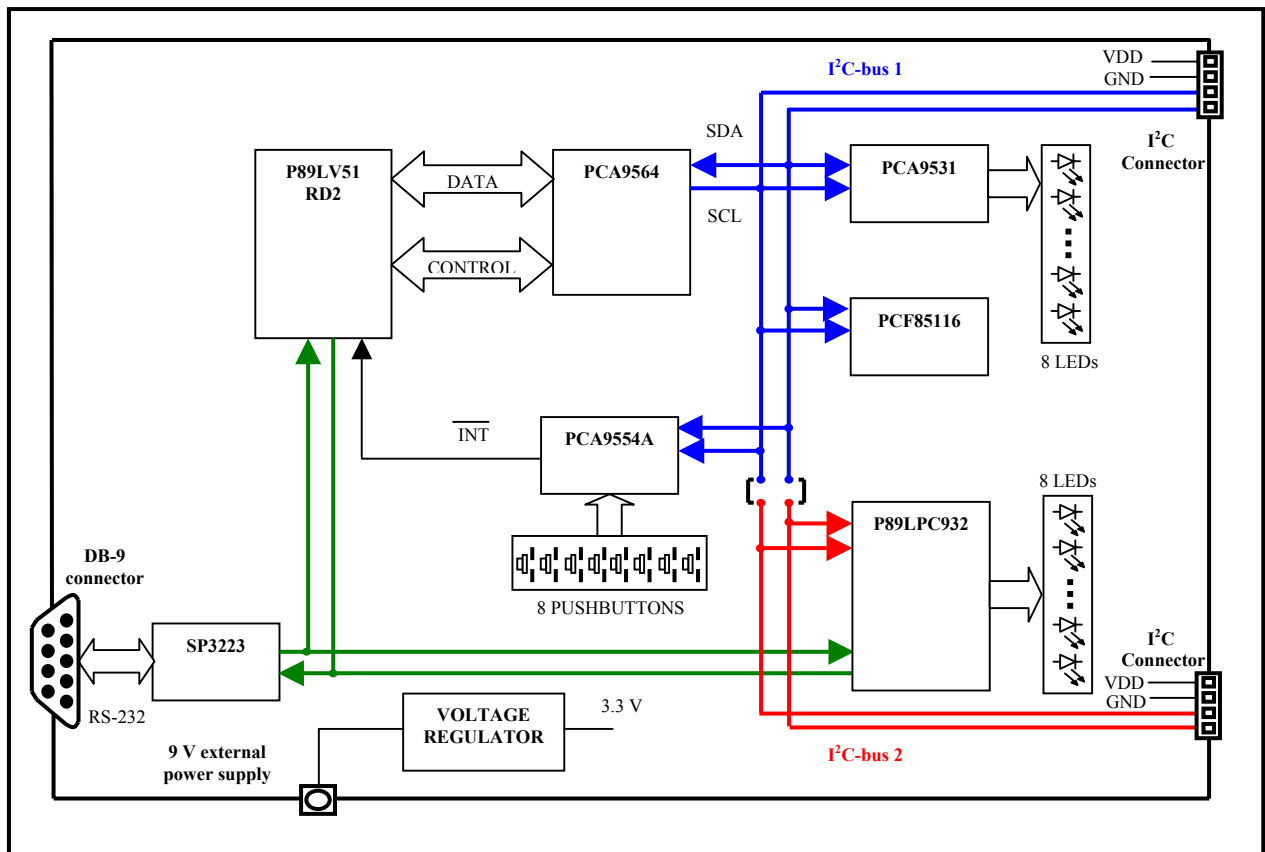 I²C-bus 1
VDD
GND
I²C
Connector
SDA
SCL
P89LV51
RD2
DATA
CONTROL
PCA9564
PCA9531
8 LEDs
PCF85116
INT
PCA9554A
8 PUSHBUTTONS
8 LEDs
P89LPC932
DB-9
connector
SP3223
RS-232
I²C
Connector
VDD
GND
VOLTAGE
REGULATOR
3.3 V
9 V external
power supply
I²C-bus 2